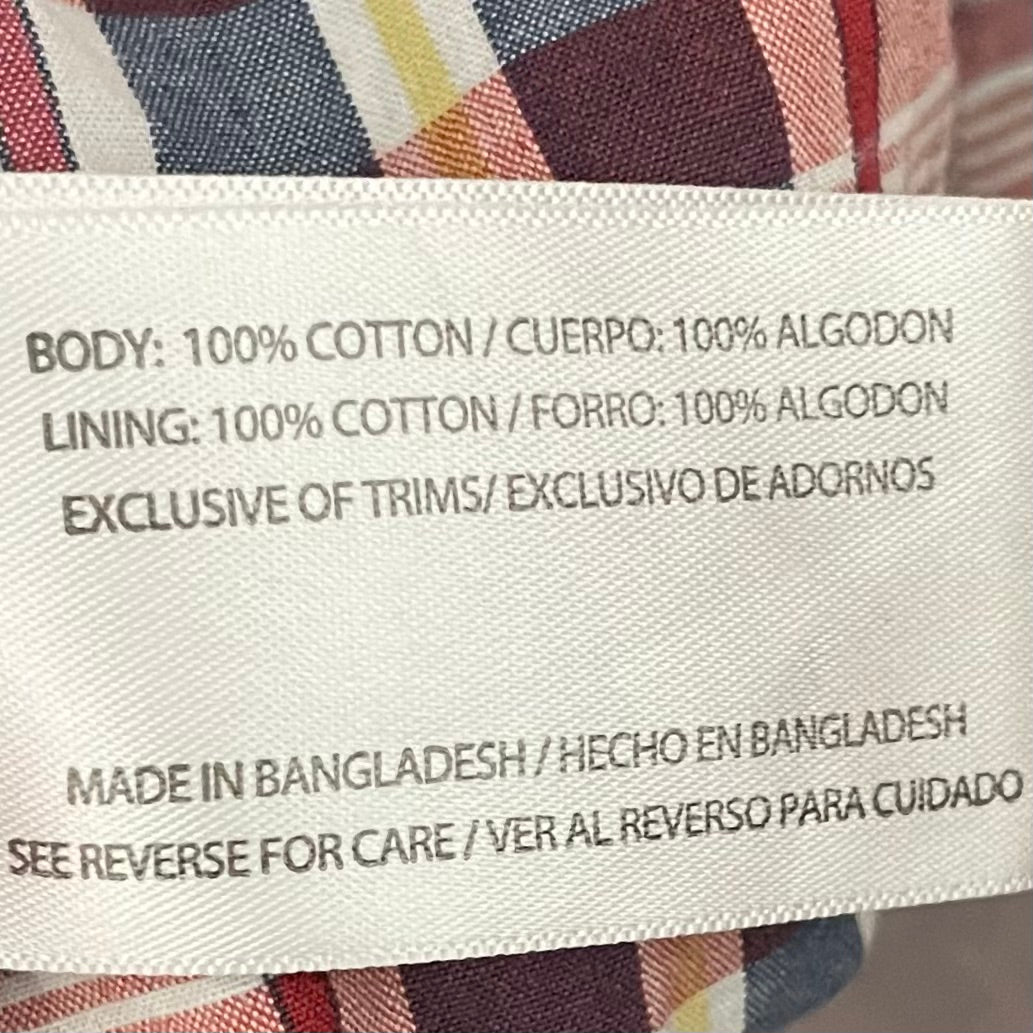 BODY: 100% COTTON / CUERPO: 100% ALGODON
LINING: 100% COTTON / FORRO: 100% ALGODON
EXCLUSIVE OF TRIMS/ EXCLUSIVO DE ADORNOS
MADE IN BANGLADESH / HECHO EN BANGLADESH
SEE REVERSE FOR CARE / VER AL REVERSO PARA CUIDADO